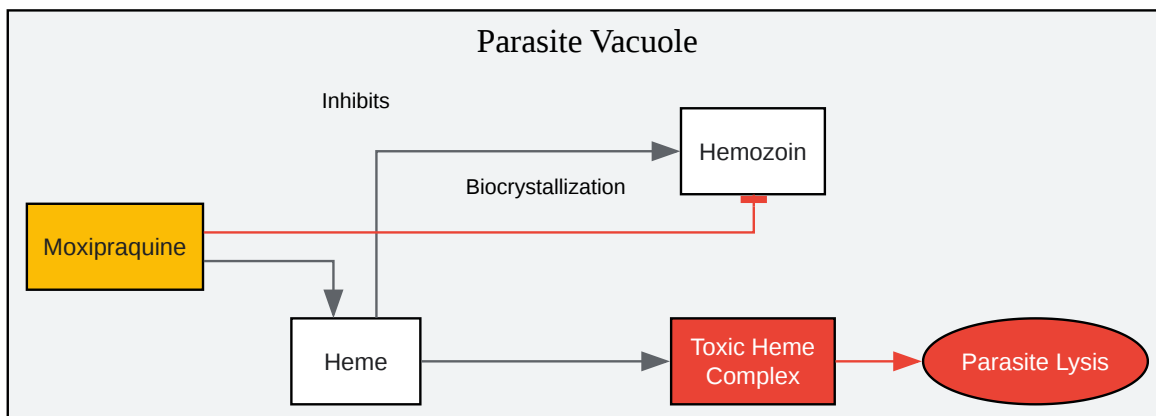 Parasite Vacuole
Inhibits
Hemozoin
Biocrystallization
Moxipraquine
Heme
Toxic Heme
Complex
Parasite Lysis